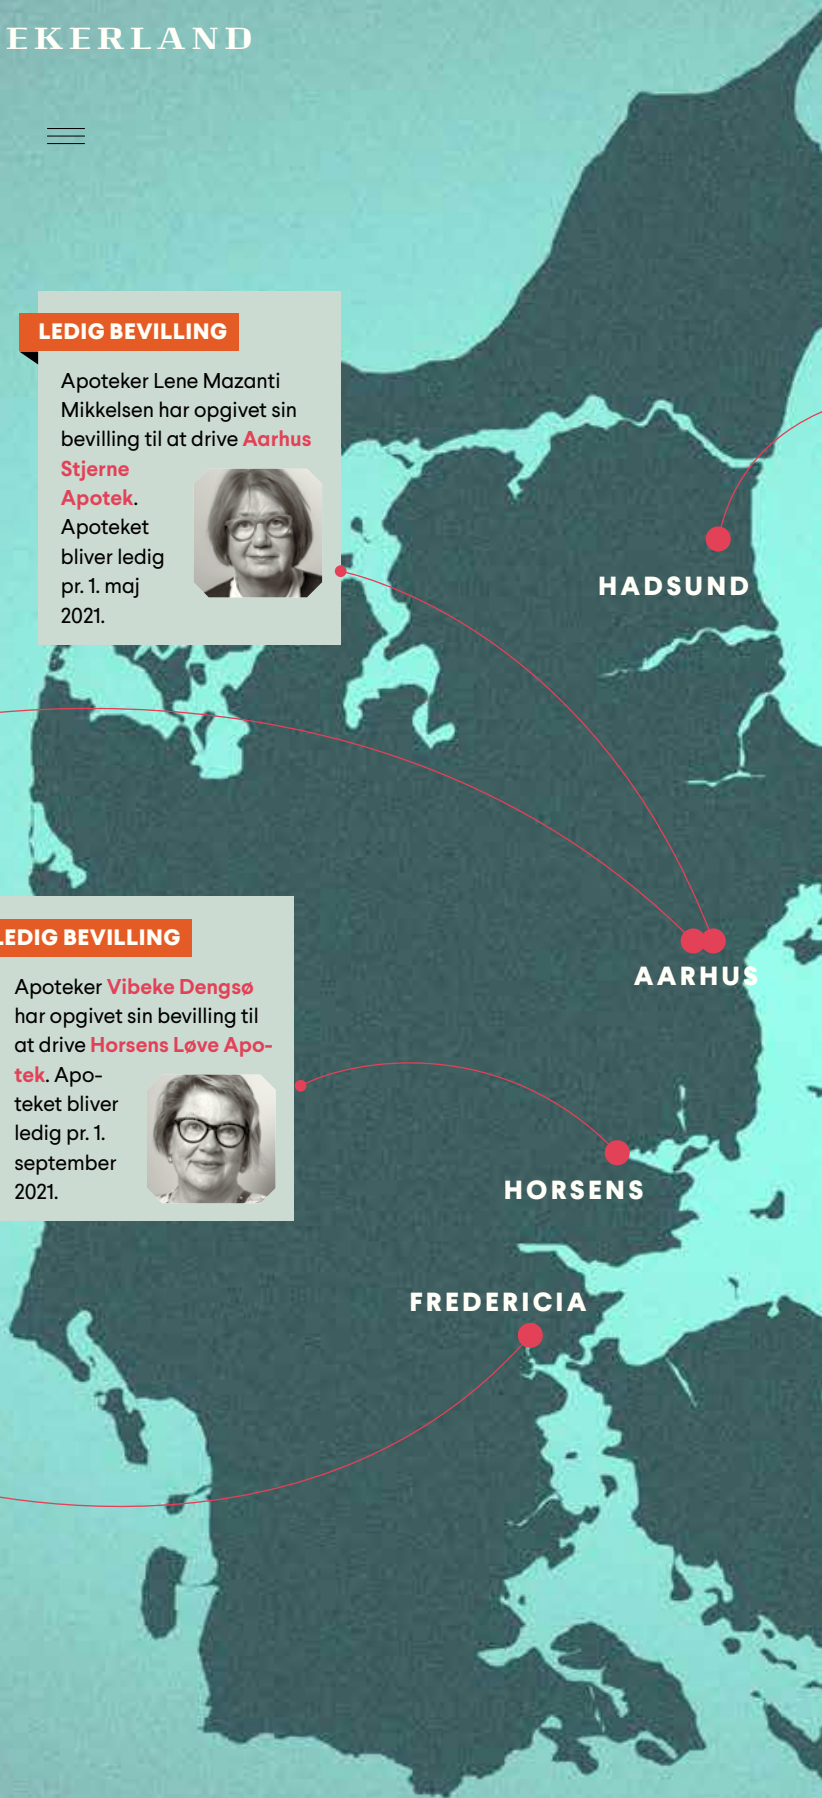 EKERLAND
LEDIG BEVILLING
Apoteker Lene Mazanti
Mikkelsen har opgivet sin
bevilling til at drive Aarhus
Stjerne
Apotek.
Apoteket
bliver ledig
pr. 1. maj
2021.
HADSUND
AARHUS
LEDIG BEVILLING
Apoteker Vibeke Dengsø
har opgivet sin bevilling til
at drive Horsens Løve Apo-
tek. Apo-
teket bliver
ledig pr. 1.
september
2021.
HORSENS
FREDERICIA